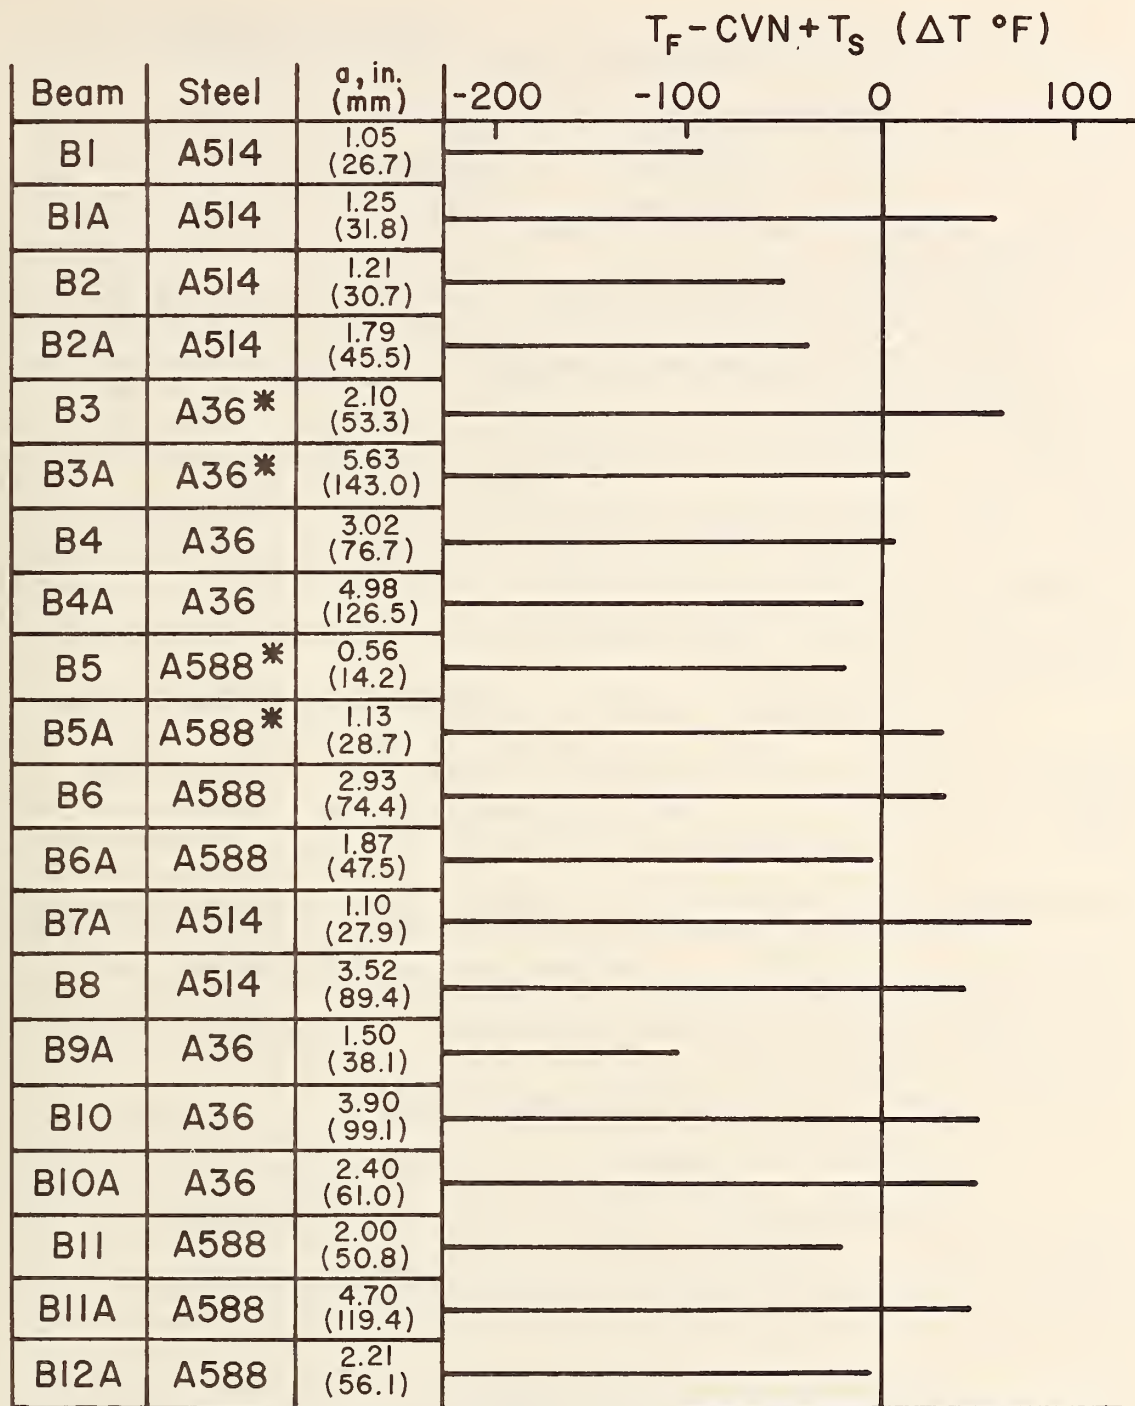 T_F - CVN + T_S (ΔT °F)
Beam Steel a, in. (mm) -200 -100 0 100
B1 A514 1.05 (26.7)
B1A A514 1.25 (31.8)
B2 A514 1.21 (30.7)
B2A A514 1.79 (45.5)
B3 A36* 2.10 (53.3)
B3A A36* 5.63 (143.0)
B4 A36 3.02 (76.7)
B4A A36 4.98 (126.5)
B5 A588* 0.56 (14.2)
B5A A588* 1.13 (28.7)
B6 A588 2.93 (74.4)
B6A A588 1.87 (47.5)
B7A A514 1.10 (27.9)
B8 A514 3.52 (89.4)
B9A A36 1.50 (38.1)
B10 A36 3.90 (99.1)
B10A A36 2.40 (61.0)
B11 A588 2.00 (50.8)
B11A A588 4.70 (119.4)
B12A A588 2.21 (56.1)